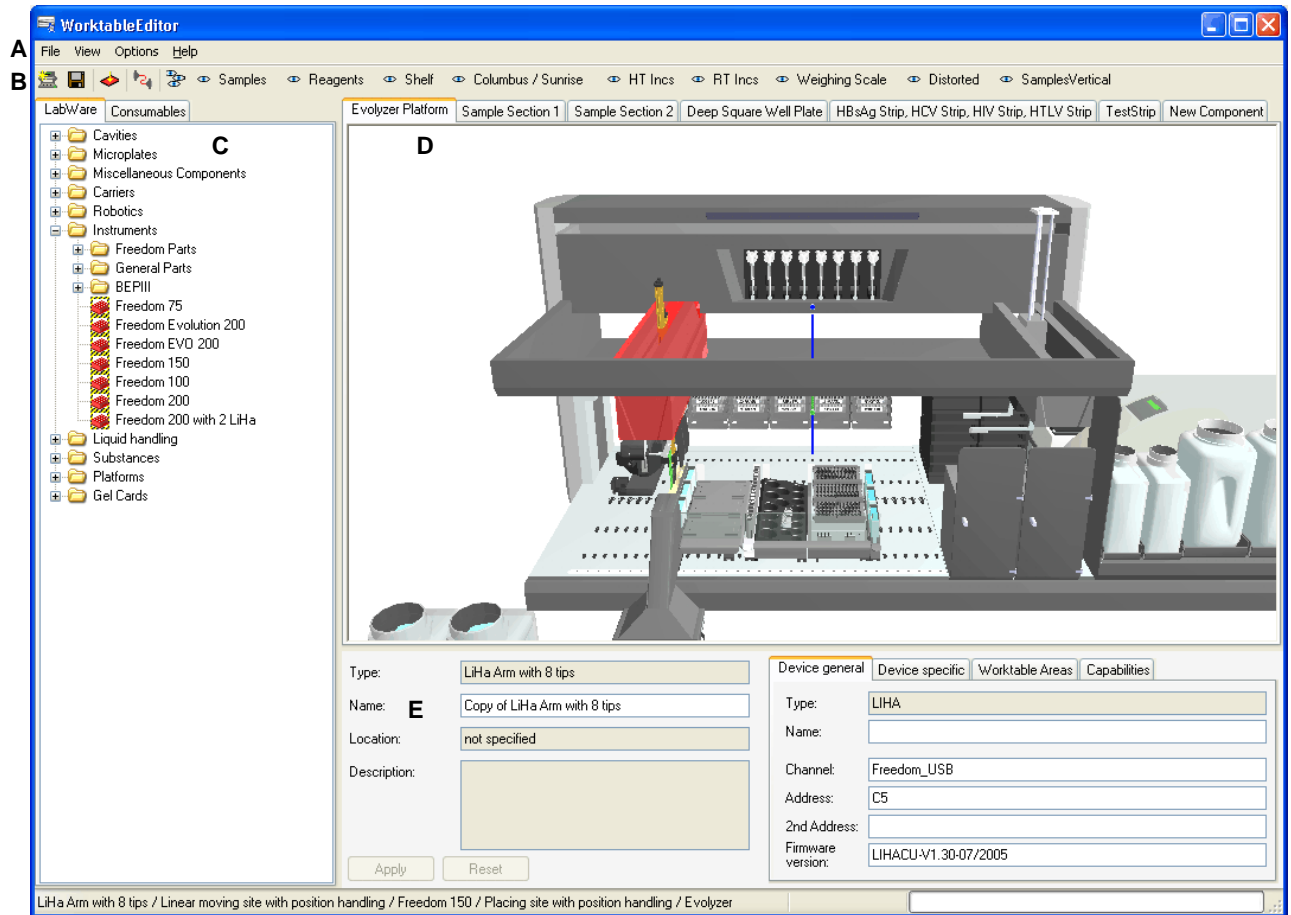 WorktableEditor
A
File View Options Help
B
Samples Reagents Shelf Columbus / Sunrise HT Incs RT Incs Weighing Scale Distorted SamplesVertical
LabWare Consumables
Evolyzer Platform Sample Section 1 Sample Section 2 Deep Square Well Plate HBsAg Strip, HCV Strip, HIV Strip, HTLV Strip TestStrip New Component
C
D
Cavities
Microplates
Miscellaneous Components
Carriers
Robotics
Instruments
Freedom Parts
General Parts
BEPIII
Freedom 75
Freedom Evolution 200
Freedom EVO 200
Freedom 150
Freedom 100
Freedom 200
Freedom 200 with 2 LiHa
Liquid handling
Substances
Platforms
Gel Cards
Type: LiHa Arm with 8 tips
Name: E Copy of LiHa Arm with 8 tips
Location: not specified
Description:
Apply Reset
Device general Device specific Worktable Areas Capabilities
Type: LIHA
Name:
Channel: Freedom_USB
Address: C5
2nd Address:
Firmware version: LIHACU-V1.30-07/2005
LiHa Arm with 8 tips / Linear moving site with position handling / Freedom 150 / Placing site with position handling / Evolyzer